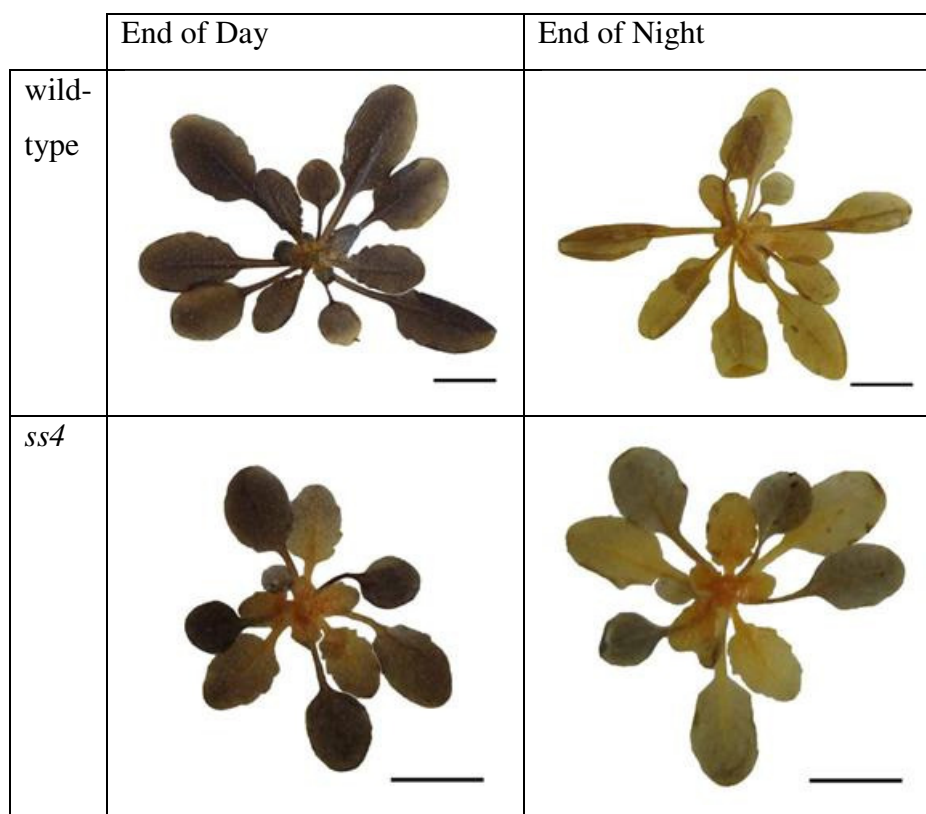 End of Day
End of Night
wild-
type
ss4